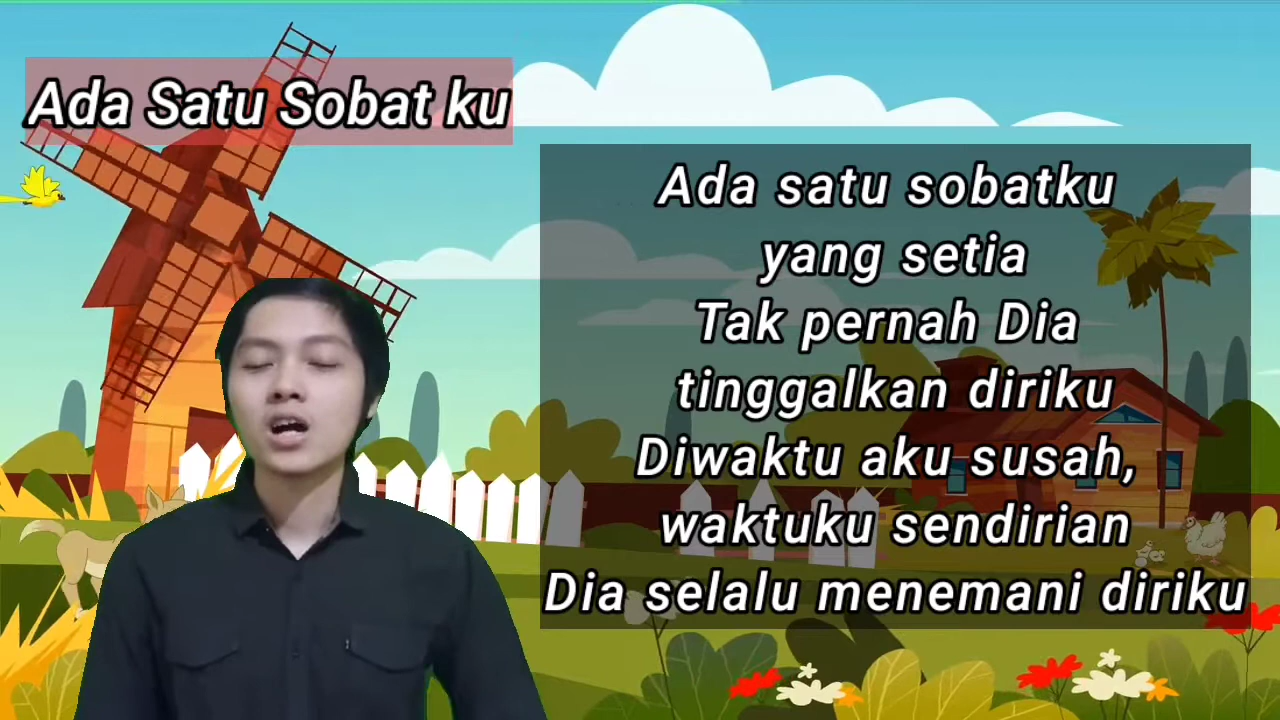 Ada Satu Sobat ku
Ada satu sobatku
yang setia
Tak pernah Dia
tinggalkan diriku
Diwaktu aku susah,
waktuku sendirian
Dia selalu menemani diriku